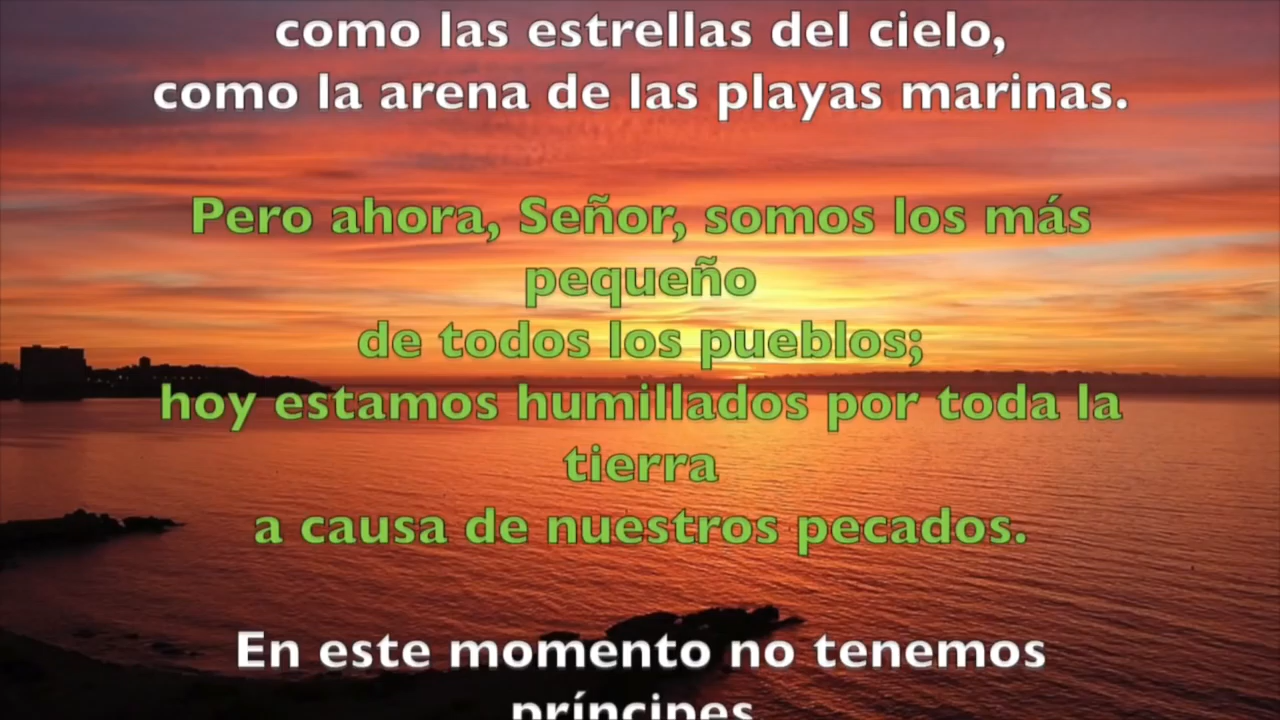 como las estrellas del cielo,
como la arena de las playas marinas.
Pero ahora, Señor, somos los más
pequeño
de todos los pueblos;
hoy estamos humillados por toda la
tierra
a causa de nuestros pecados.
En este momento no tenemos
príncipes